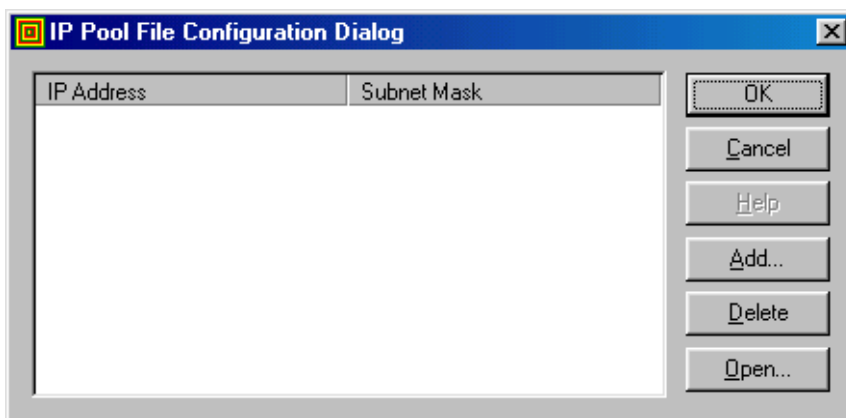 IP Pool File Configuration Dialog
IP Address Subnet Mask
OK
Cancel
Help
Add...
Delete
Open...